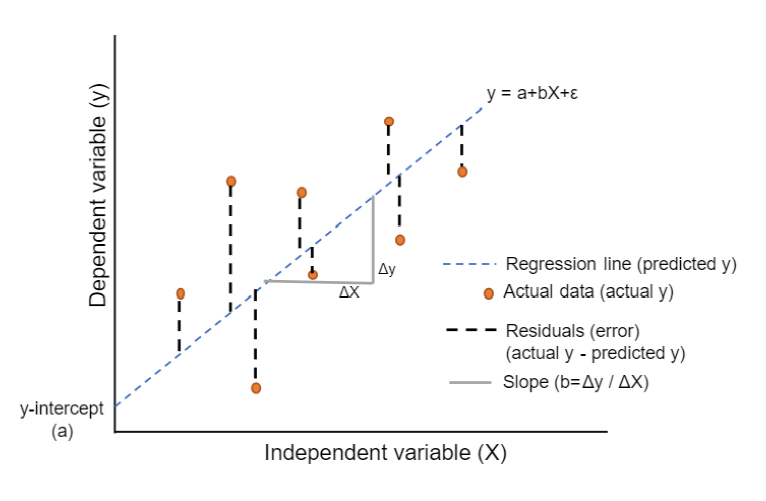 y = a+bX+ε
Dependent variable (y)
Δy
ΔX
Regression line (predicted y)
Actual data (actual y)
Residuals (error)
(actual y - predicted y)
Slope (b=Δy / ΔX)
y-intercept
(a)
Independent variable (X)